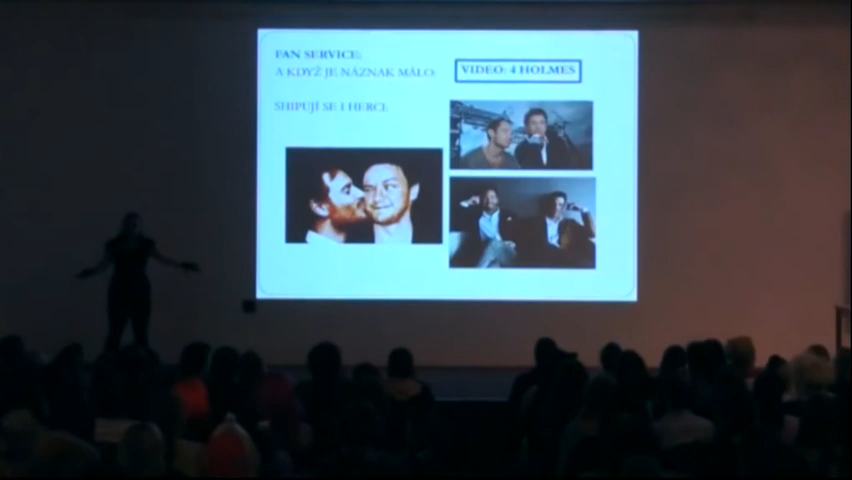 FAN SERVICE:
A KDYŽ JE NÁZNAK MÁLO:
VIDEO: 4 HOLMES
SHIPUJÍ SE I HERCI: